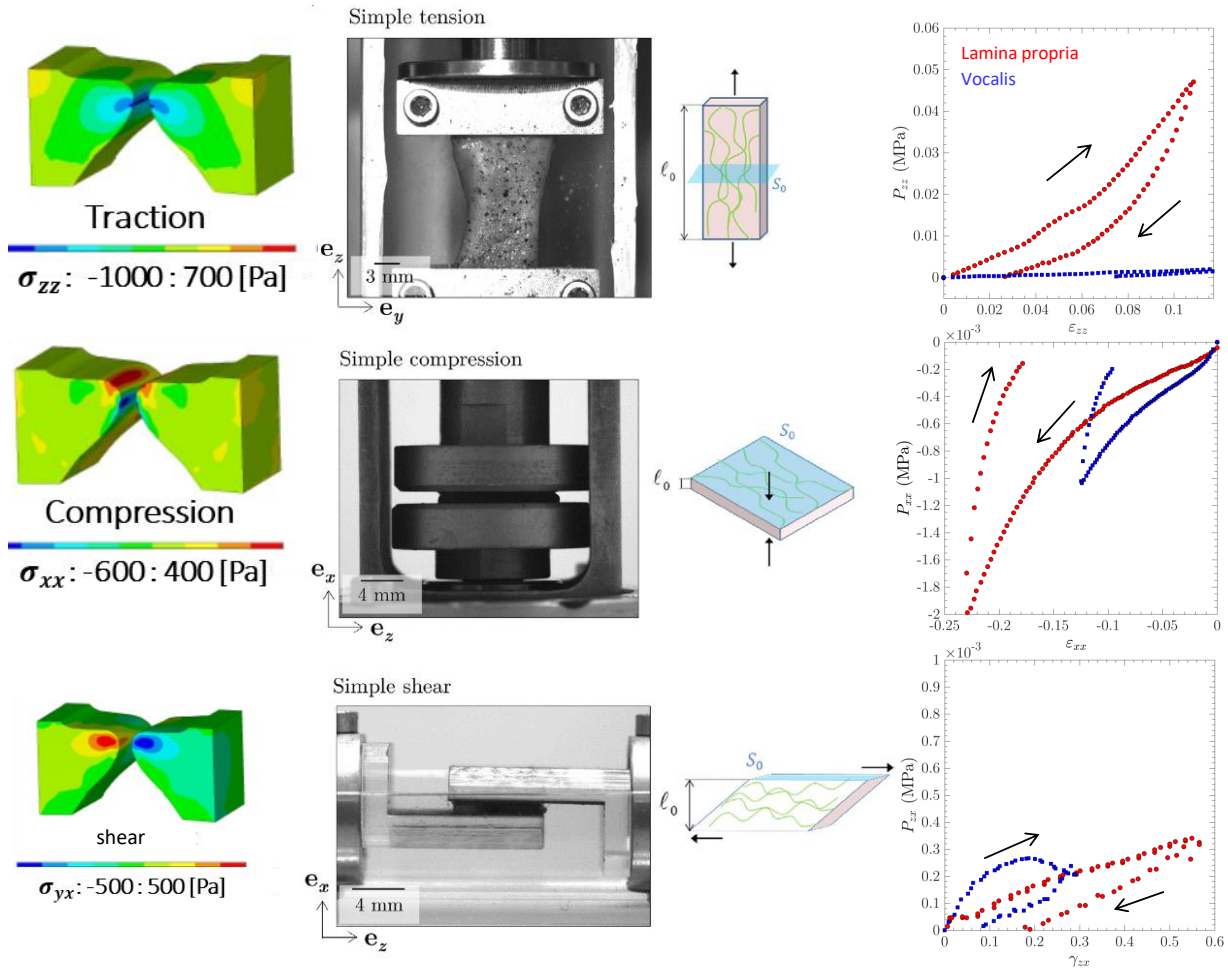 Simple tension
Traction
σzz: -1000 : 700 [Pa]
ez
ey
3 mm
ℓ0
S0
Lamina propria
Vocalis
Pzz (MPa)
0.06
0.05
0.04
0.03
0.02
0.01
0
0
0.02
0.04
0.06
0.08
0.1
εzz
Simple compression
Compression
σxx: -600 : 400 [Pa]
ex
ez
4 mm
S0
ℓ0
×10⁻³
Pxx (MPa)
0
-0.2
-0.4
-0.6
-0.8
-1
-1.2
-1.4
-1.6
-1.8
-2
-0.25
-0.2
-0.15
-0.1
-0.05
0
εxx
Simple shear
shear
σyx: -500 : 500 [Pa]
ex
ez
4 mm
S0
ℓ0
×10⁻³
Pzx (MPa)
1
0.9
0.8
0.7
0.6
0.5
0.4
0.3
0.2
0.1
0
0
0.1
0.2
0.3
0.4
0.5
0.6
γzx